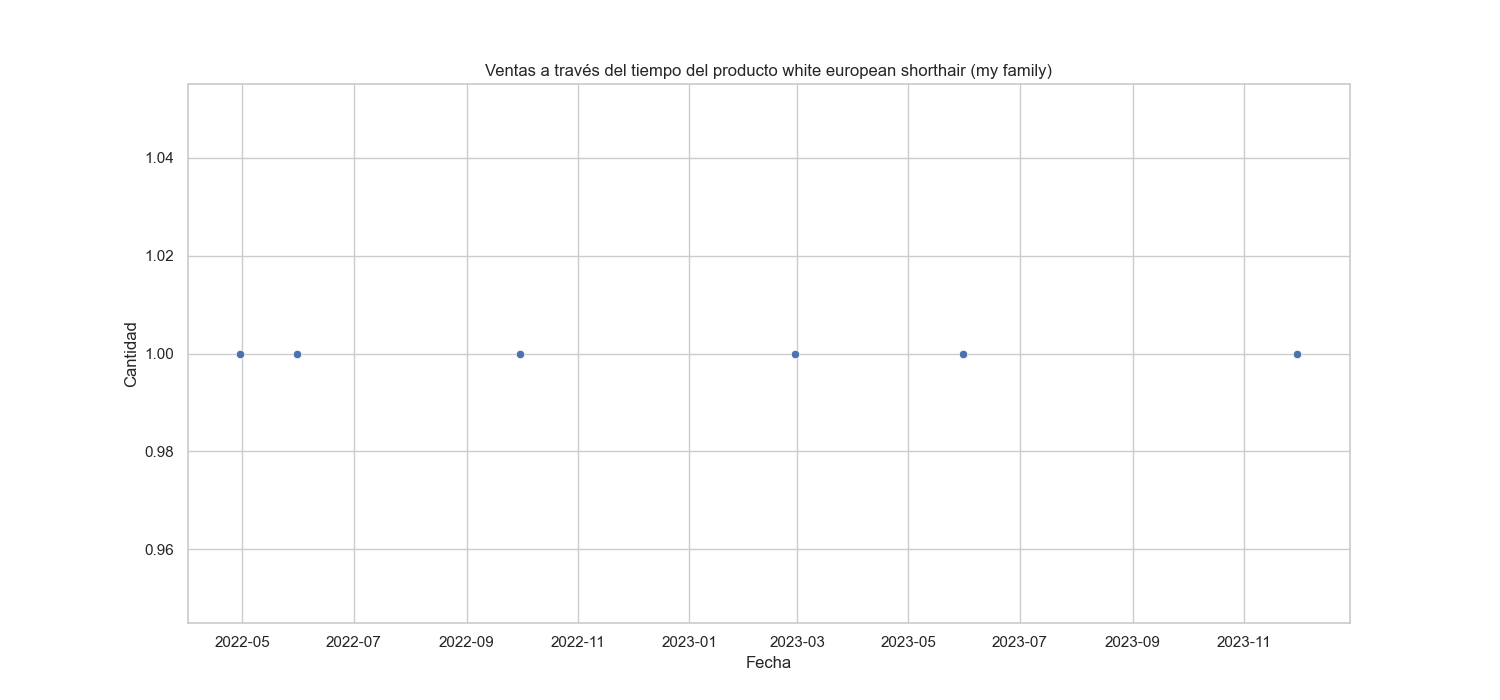 Ventas a través del tiempo del producto white european shorthair (my family)
1.04
1.02
1.00
0.98
0.96
Cantidad
2022-05 2022-07 2022-09 2022-11 2023-01 2023-03 2023-05 2023-07 2023-09 2023-11
Fecha